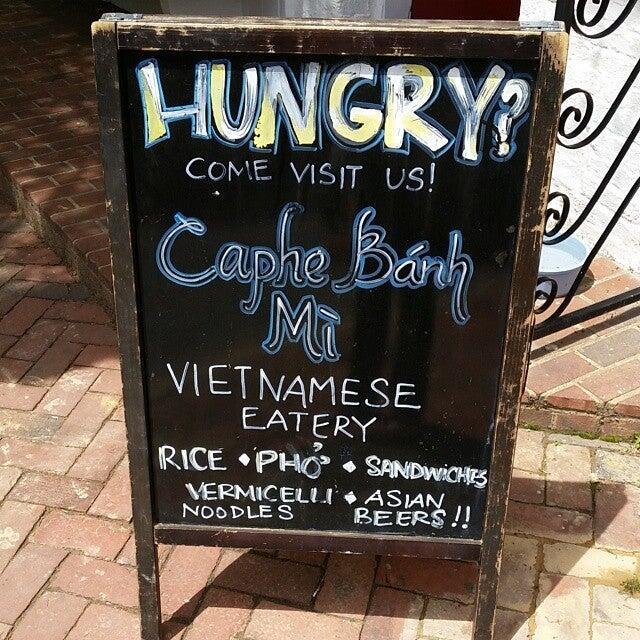 HUNGRY?
COME VISIT US!
Caphe Bánh
Mì
VIETNAMESE
EATERY
RICE • PHỞ • SANDWICHES
VERMICELLI • ASIAN
NOODLES BEERS!!